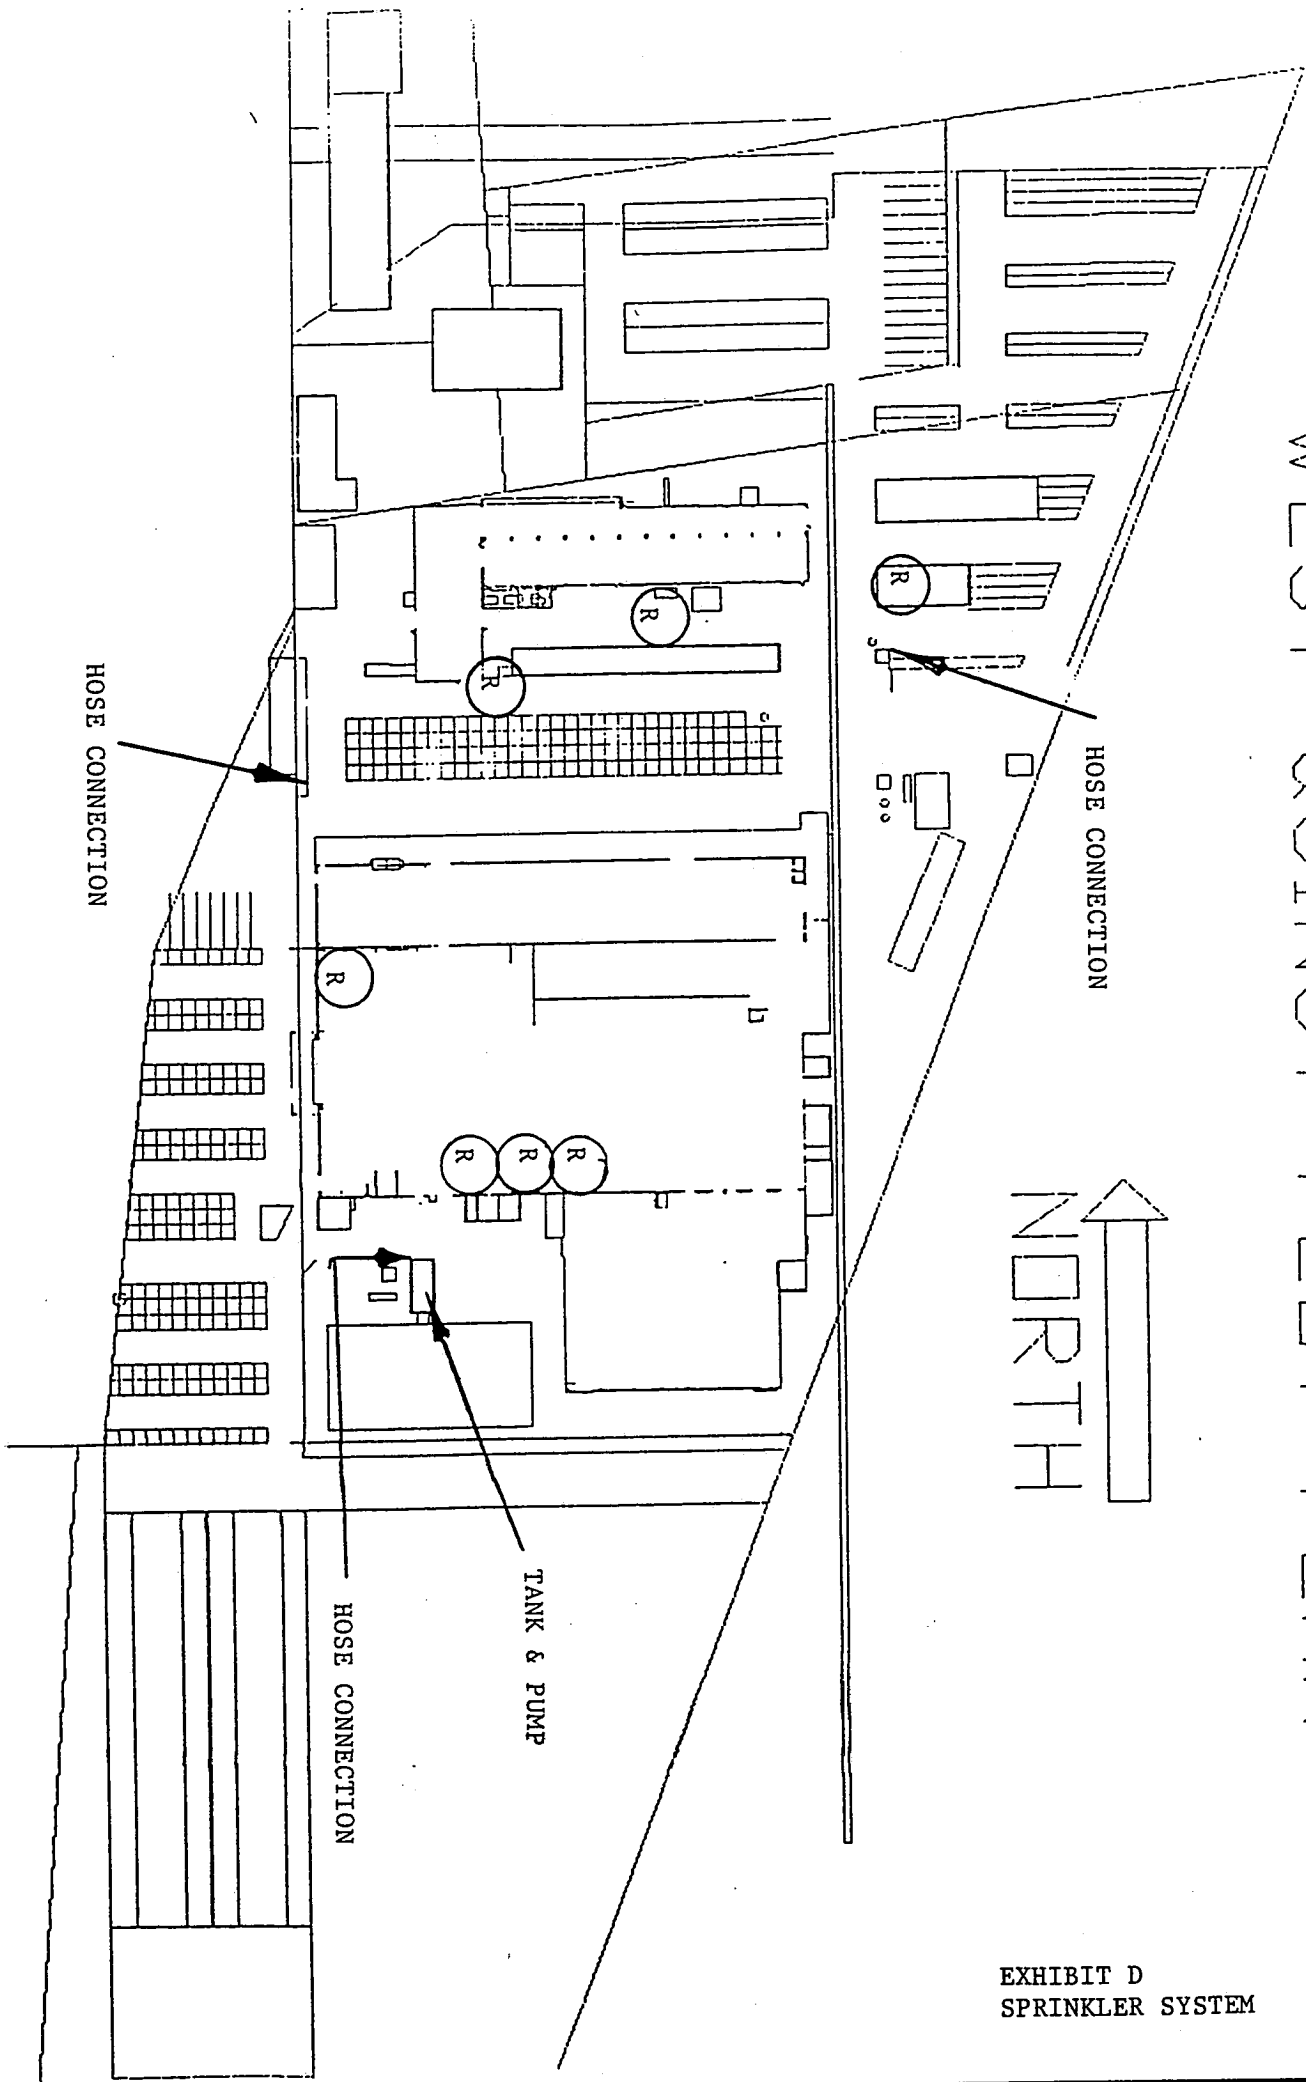 HOSE CONNECTION
HOSE CONNECTION
NORTH
TANK & PUMP
HOSE CONNECTION
R
R
R
R
R
R
R
EXHIBIT D
SPRINKLER SYSTEM